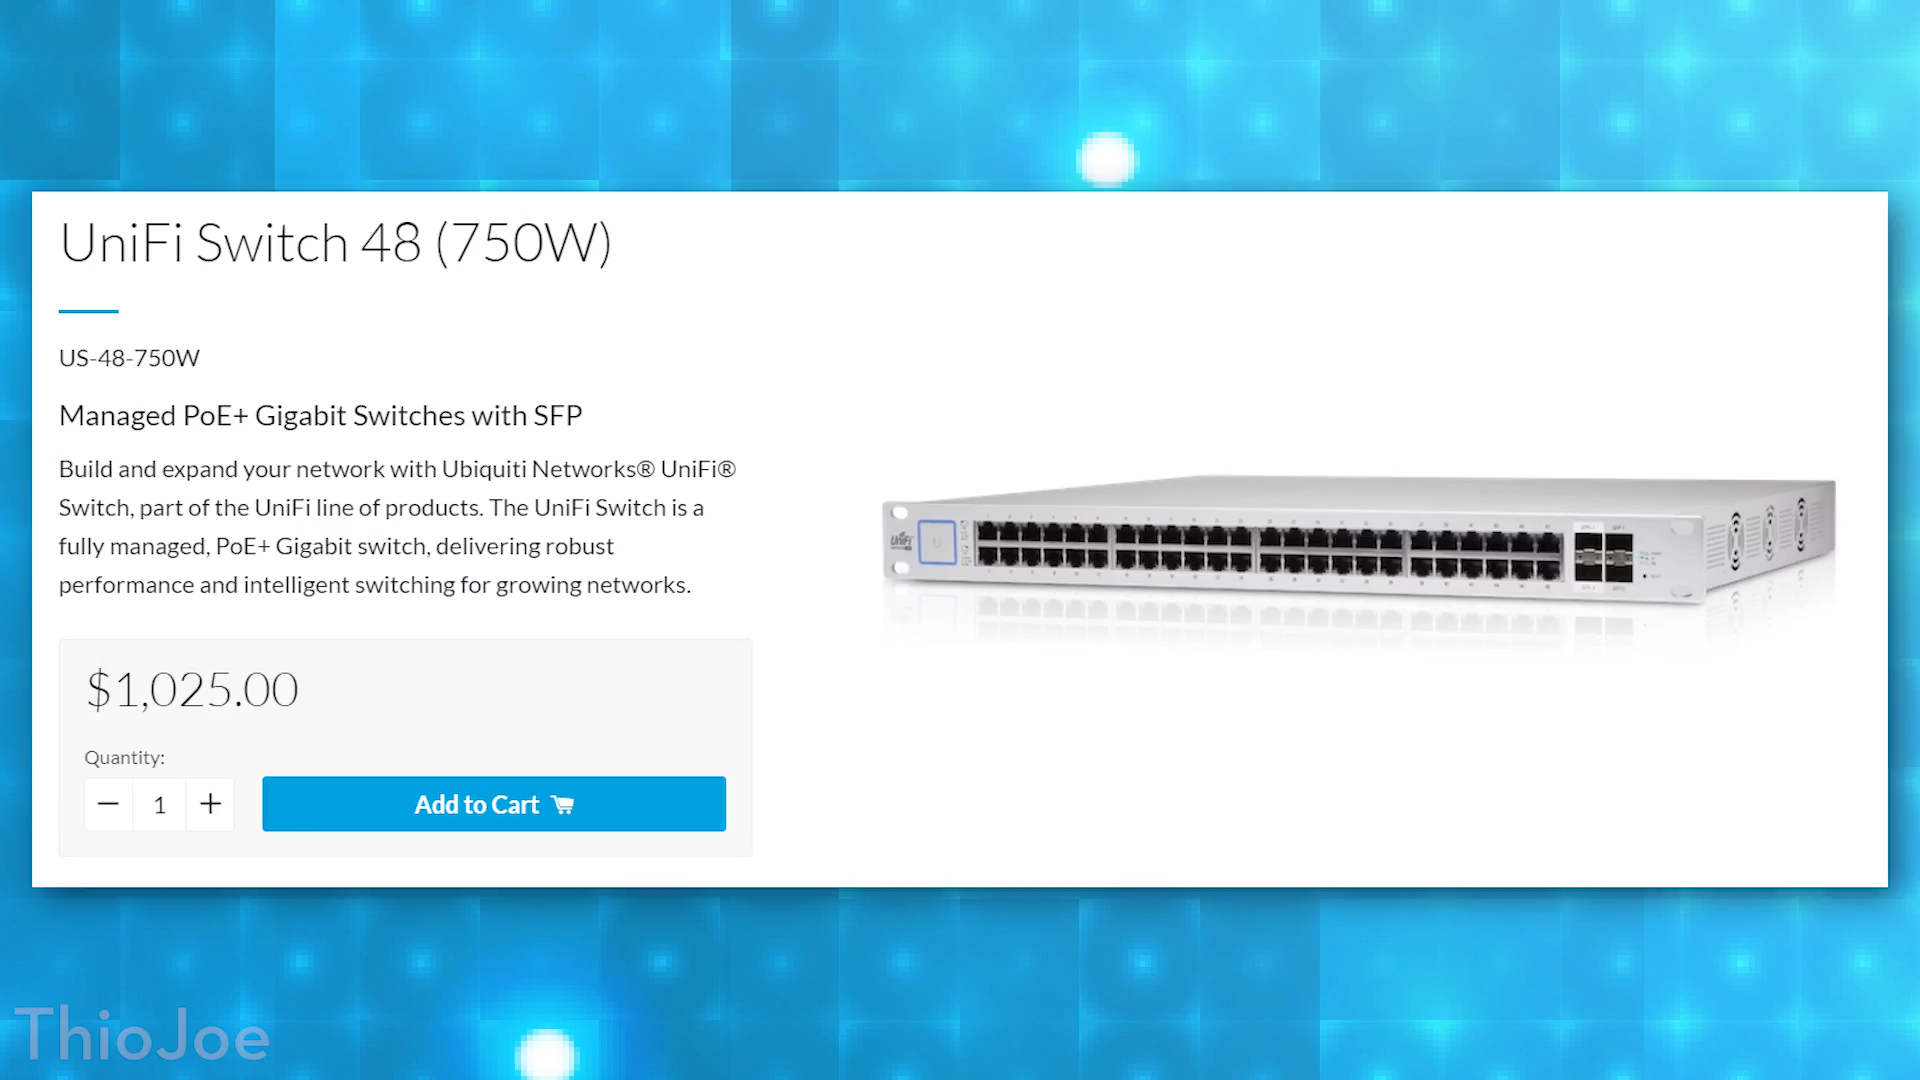 UniFi Switch 48 (750W)
US-48-750W
Managed PoE+ Gigabit Switches with SFP
Build and expand your network with Ubiquiti Networks® UniFi®
Switch, part of the UniFi line of products. The UniFi Switch is a
fully managed, PoE+ Gigabit switch, delivering robust
performance and intelligent switching for growing networks.
UniFi
$1,025.00
Quantity:
1
Add to Cart
ThioJoe